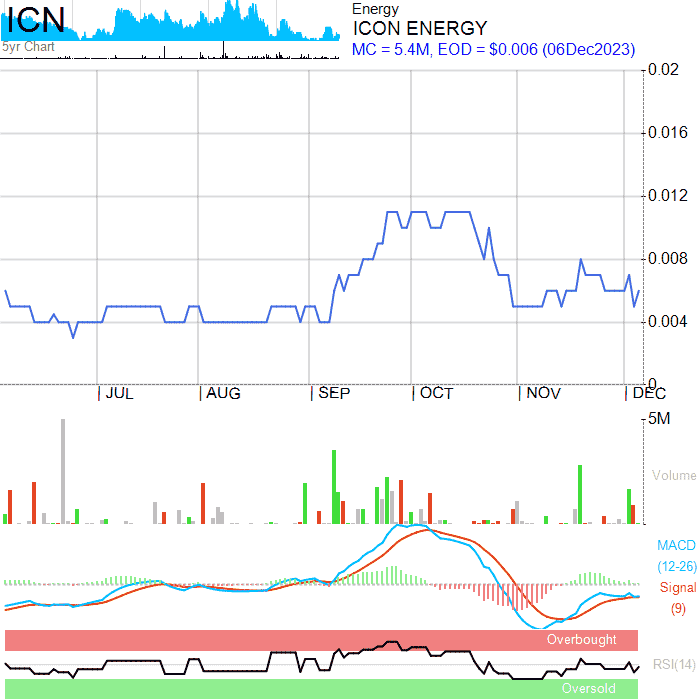 ICN
5yr Chart
Energy
ICON ENERGY
MC = 5.4M, EOD = $0.006 (06Dec2023)
0.02
0.016
0.012
0.008
0.004
0
JUL AUG SEP OCT NOV DEC
5M
Volume
MACD
(12-26)
Signal
(9)
Overbought
RSI(14)
Oversold